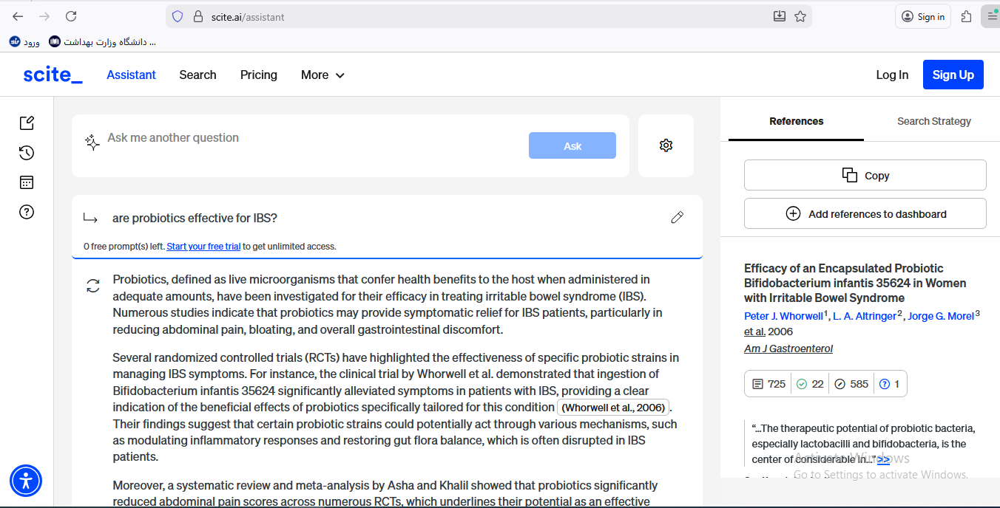 scite.ai/assistant
Sign in
ورود
دانشگاه وزارت بهداشت ...
scite_
Assistant
Search
Pricing
More
Log In
Sign Up
Ask me another question
Ask
are probiotics effective for IBS?
0 free prompt(s) left. Start your free trial to get unlimited access.
Probiotics, defined as live microorganisms that confer health benefits to the host when administered in
adequate amounts, have been investigated for their efficacy in treating irritable bowel syndrome (IBS).
Numerous studies indicate that probiotics may provide symptomatic relief for IBS patients, particularly in
reducing abdominal pain, bloating, and overall gastrointestinal discomfort.
Several randomized controlled trials (RCTs) have highlighted the effectiveness of specific probiotic strains in
managing IBS symptoms. For instance, the clinical trial by Whorwell et al. demonstrated that ingestion of
Bifidobacterium infantis 35624 significantly alleviated symptoms in patients with IBS, providing a clear
indication of the beneficial effects of probiotics specifically tailored for this condition (Whorwell et al., 2006) .
Their findings suggest that certain probiotic strains could potentially act through various mechanisms, such
as modulating inflammatory responses and restoring gut flora balance, which is often disrupted in IBS
patients.
Moreover, a systematic review and meta-analysis by Asha and Khalil showed that probiotics significantly
reduced abdominal pain scores across numerous RCTs, which underlines their potential as an effective
References
Search Strategy
Copy
Add references to dashboard
Efficacy of an Encapsulated Probiotic
Bifidobacterium infantis 35624 in Women
with Irritable Bowel Syndrome
Peter J. Whorwell1, L. A. Altringer2, Jorge G. Morel3
et al. 2006
Am J Gastroenterol
725 22 585 1
“…The therapeutic potential of probiotic bacteria,
especially lactobacilli and bifidobacteria, is the
center of considerable in…” >>
Activate Windows
Go to Settings to activate Windows.